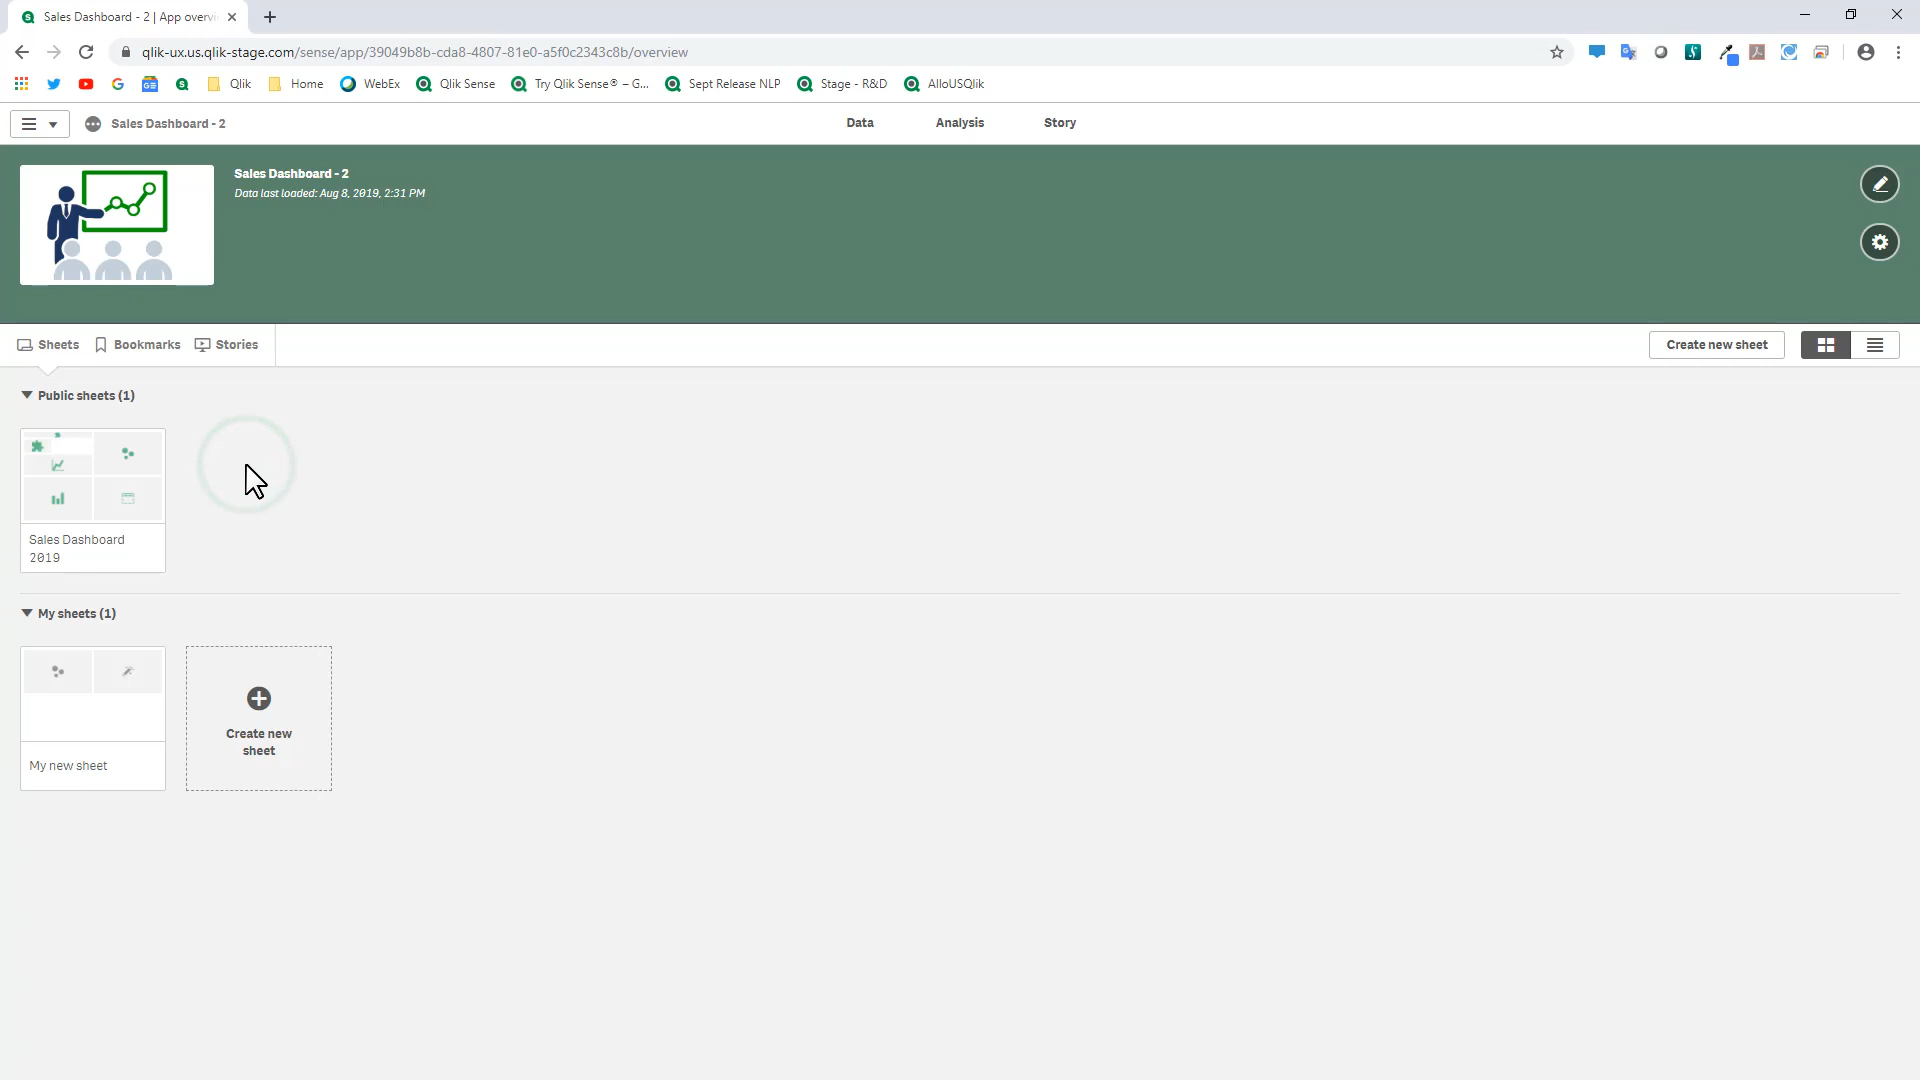 Sales Dashboard - 2 | App overvi
qlik-ux.us.qlik-stage.com/sense/app/39049b8b-cda8-4807-81e0-a5f0c2343c8b/overview
Qlik Home WebEx Qlik Sense Try Qlik Sense® – G... Sept Release NLP Stage - R&D AlloUSQlik
Sales Dashboard - 2 Data Analysis Story
Sales Dashboard - 2
Data last loaded: Aug 8, 2019, 2:31 PM
Sheets Bookmarks Stories Create new sheet
Public sheets (1)
Sales Dashboard
2019
My sheets (1)
Create new
sheet
My new sheet